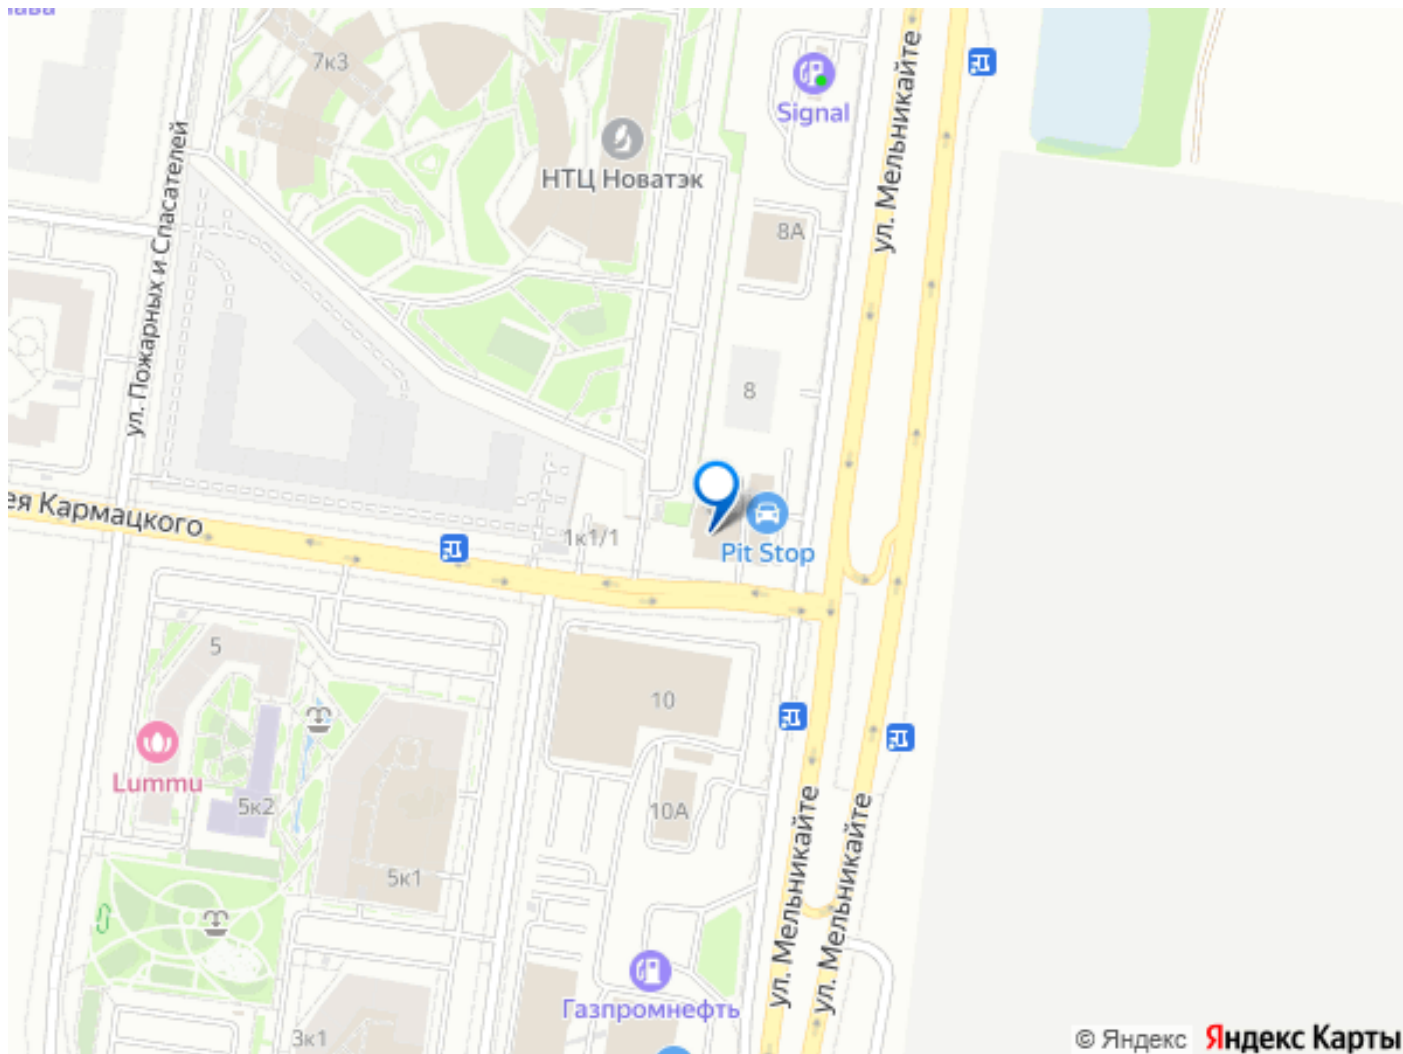 7к3
Signal
ул. Мельникайте
ул. Пожарных и Спасателей
НТЦ Новатэк
8А
8
ея Кармацкого
1к1/1
Pit Stop
5
10
Lummu
5к2
10А
5к1
ул. Мельникайте
ул. Мельникайте
Газпромнефть
3к1
© Яндекс Яндекс Карты